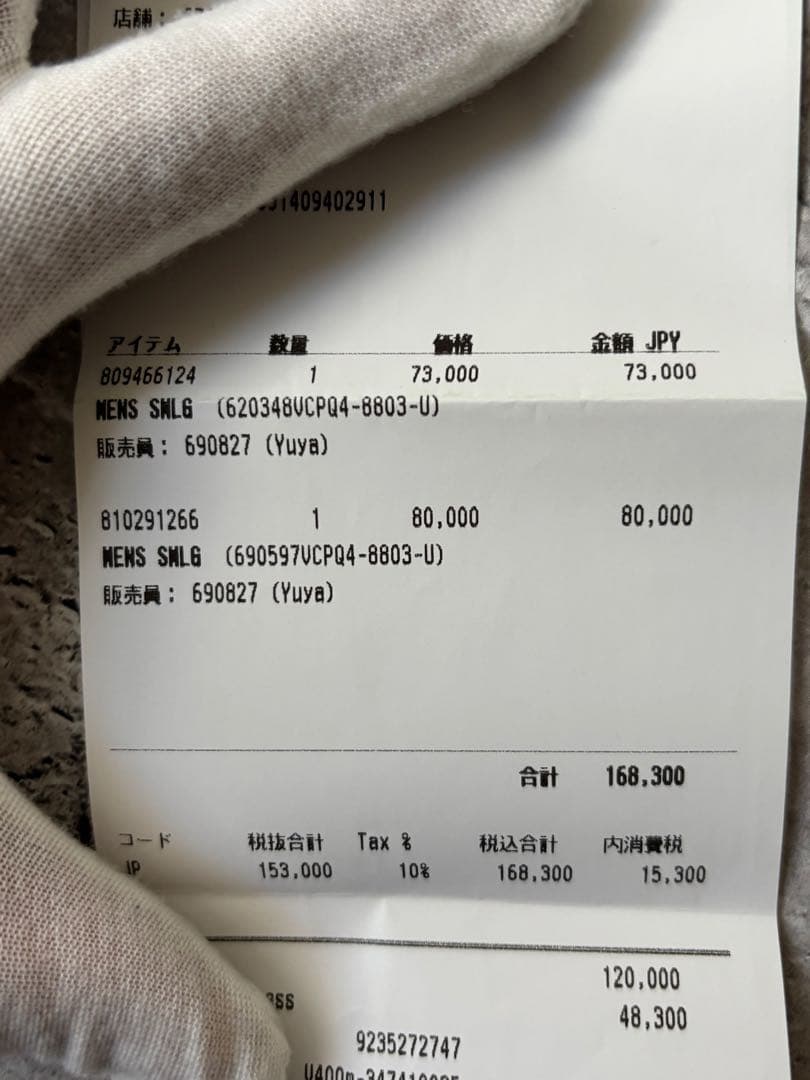 店舗：
1409402911
アイテム 数量 価格 金額 JPY
809466124 1 73,000 73,000
MENS SMLG (620348VCPQ4-8803-U)
販売員： 690827 (Yuya)
810291266 1 80,000 80,000
MENS SMLG (690597VCPQ4-8803-U)
販売員： 690827 (Yuya)
合計 168,300
コード 税抜合計 Tax % 税込合計 内消費税
JP 153,000 10% 168,300 15,300
120,000
ess 48,300
9235272747